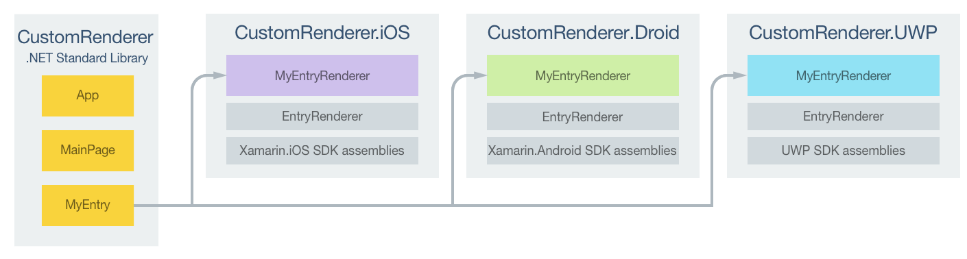 CustomRenderer
.NET Standard Library
App
MainPage
MyEntry
CustomRenderer.iOS
MyEntryRenderer
EntryRenderer
Xamarin.iOS SDK assemblies
CustomRenderer.Droid
MyEntryRenderer
EntryRenderer
Xamarin.Android SDK assemblies
CustomRenderer.UWP
MyEntryRenderer
EntryRenderer
UWP SDK assemblies